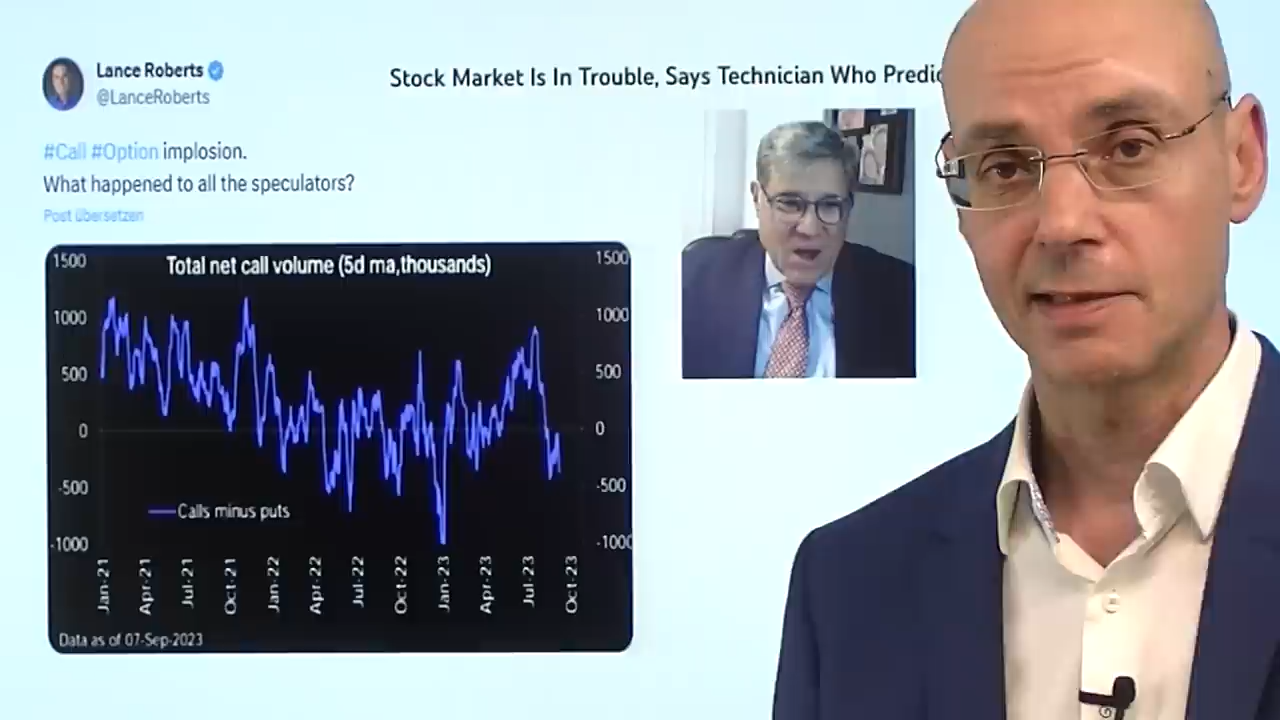 Lance Roberts
@LanceRoberts
Stock Market Is In Trouble, Says Technician Who Predic
#Call #Option implosion.
What happened to all the speculators?
Post übersetzen
Total net call volume (5d ma,thousands)
1500 1500
1000 1000
500 500
0 0
-500 -500
-1000 -1000
Calls minus puts
Jan-21 Apr-21 Jul-21 Oct-21 Jan-22 Apr-22 Jul-22 Oct-22 Jan-23 Apr-23 Jul-23 Oct-23
Data as of 07-Sep-2023